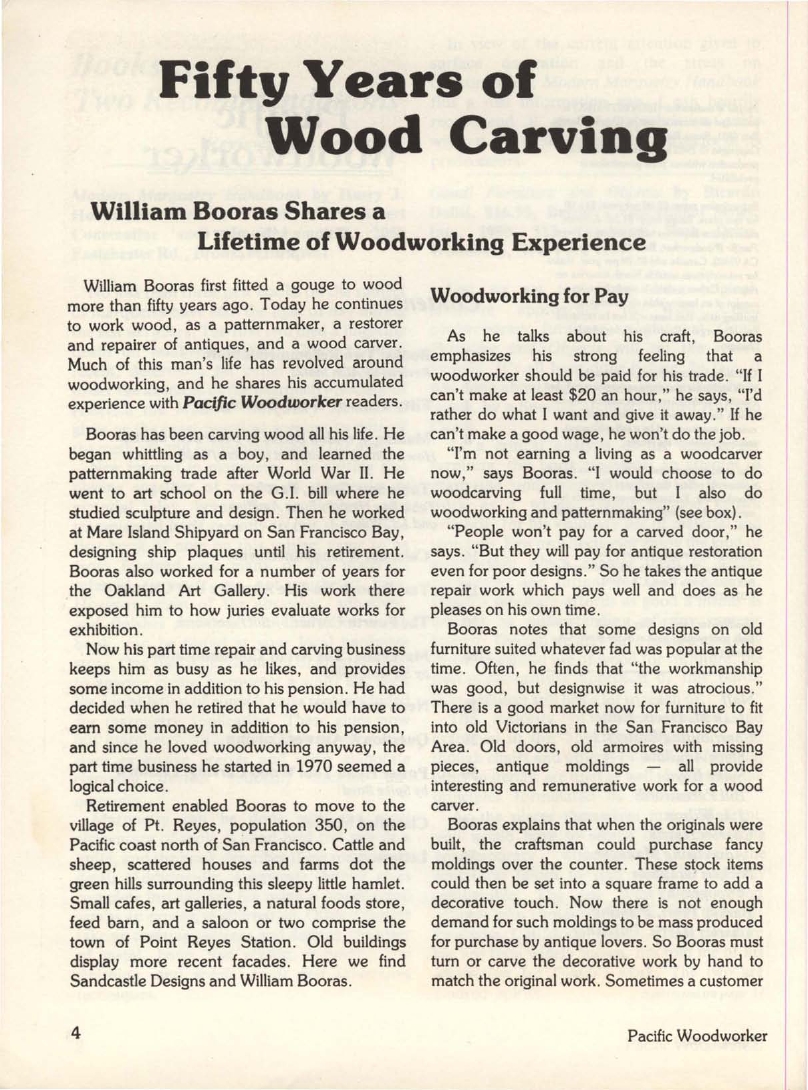 Fifty Years of
Wood Carving
William Booras Shares a
Lifetime of Woodworking Experience
William Booras first fitted a gouge to wood
more than fifty years ago. Today he continues
to work wood, as a patternmaker, a restorer
and repairer of antiques, and a wood carver.
Much of this man's life has revolved around
woodworking, and he shares his accumulated
experience with Pacific Woodworker readers.
Booras has been carving wood all his life. He
began whittling as a boy, and learned the
patternmaking trade after World War II. He
went to art school on the G.I. bill where he
studied sculpture and design. Then he worked
at Mare Island Shipyard on San Francisco Bay,
designing ship plaques until his retirement.
Booras also worked for a number of years for
the Oakland Art Gallery. His work there
exposed him to how juries evaluate works for
exhibition.
Now his part time repair and carving business
keeps him as busy as he likes, and provides
some income in addition to his pension. He had
decided when he retired that he would have to
earn some money in addition to his pension,
and since he loved woodworking anyway, the
part time business he started in 1970 seemed a
logical choice.
Retirement enabled Booras to move to the
village of Pt. Reyes, population 350, on the
Pacific coast north of San Francisco. Cattle and
sheep, scattered houses and farms dot the
green hills surrounding this sleepy little hamlet.
Small cafes, art galleries, a natural foods store,
feed barn, and a saloon or two comprise the
town of Point Reyes Station. Old buildings
display more recent facades. Here we find
Sandcastle Designs and William Booras.
Woodworking for Pay
As he talks about his craft, Booras
emphasizes his strong feeling that a
woodworker should be paid for his trade. "If I
can't make at least $20 an hour," he says, "I'd
rather do what I want and give it away." If he
can't make a good wage, he won't do the job.
"I'm not earning a living as a woodcarver
now," says Booras. "I would choose to do
woodcarving full time, but I also do
woodworking and patternmaking" (see box).
"People won't pay for a carved door," he
says. "But they will pay for antique restoration
even for poor designs." So he takes the antique
repair work which pays well and does as he
pleases on his own time.
Booras notes that some designs on old
furniture suited whatever fad was popular at the
time. Often, he finds that "the workmanship
was good, but designwise it was atrocious."
There is a good market now for furniture to fit
into old Victorians in the San Francisco Bay
Area. Old doors, old armoires with missing
pieces, antique moldings — all provide
interesting and remunerative work for a wood
carver.
Booras explains that when the originals were
built, the craftsman could purchase fancy
moldings over the counter. These stock items
could then be set into a square frame to add a
decorative touch. Now there is not enough
demand for such moldings to be mass produced
for purchase by antique lovers. So Booras must
turn or carve the decorative work by hand to
match the original work. Sometimes a customer
4
Pacific Woodworker